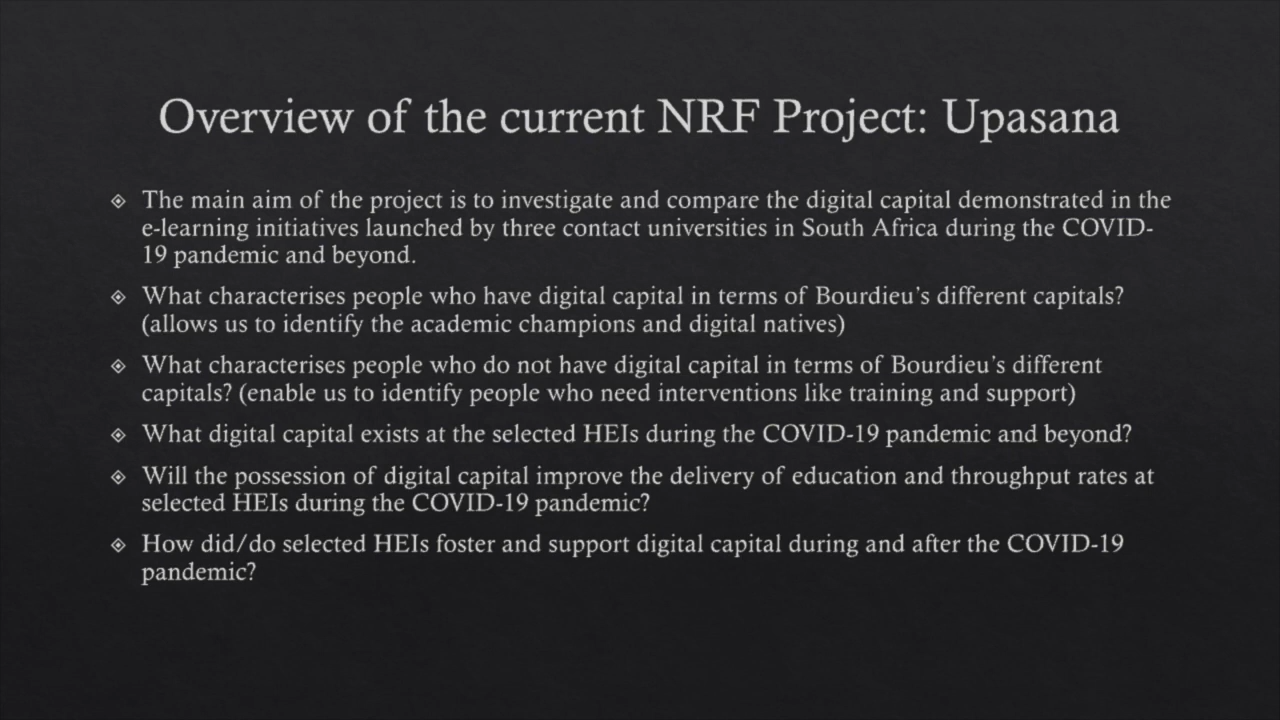 Overview of the current NRF Project: Upasana
The main aim of the project is to investigate and compare the digital capital demonstrated in the
e-learning initiatives launched by three contact universities in South Africa during the COVID-
19 pandemic and beyond.
What characterises people who have digital capital in terms of Bourdieu’s different capitals?
(allows us to identify the academic champions and digital natives)
What characterises people who do not have digital capital in terms of Bourdieu’s different
capitals? (enable us to identify people who need interventions like training and support)
What digital capital exists at the selected HEIs during the COVID-19 pandemic and beyond?
Will the possession of digital capital improve the delivery of education and throughput rates at
selected HEIs during the COVID-19 pandemic?
How did/do selected HEIs foster and support digital capital during and after the COVID-19
pandemic?